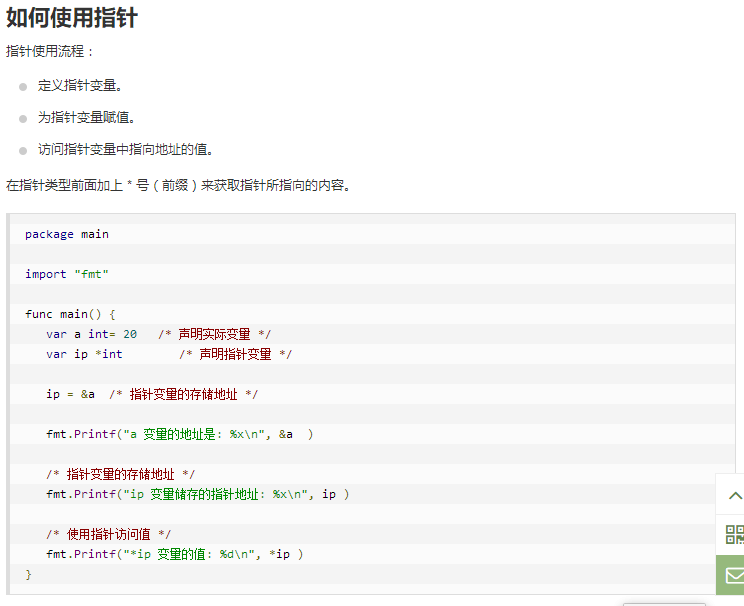 如何使用指针
指针使用流程：
定义指针变量。
为指针变量赋值。
访问指针变量中指向地址的值。
在指针类型前面加上 * 号（前缀）来获取指针所指向的内容。
package main
import "fmt"
func main() {
   var a int= 20   /* 声明实际变量 */
   var ip *int        /* 声明指针变量 */
   ip = &a  /* 指针变量的存储地址 */
   fmt.Printf("a 变量的地址是: %x\n", &a  )
   /* 指针变量的存储地址 */
   fmt.Printf("ip 变量储存的指针地址: %x\n", ip )
   /* 使用指针访问值 */
   fmt.Printf("*ip 变量的值: %d\n", *ip )
}